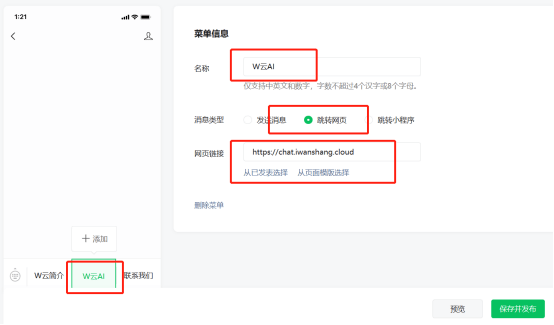 1:21
菜单信息
名称
W云AI
仅支持中英文和数字，字数不超过4个汉字或8个字母。
消息类型
发送消息
跳转网页
跳转小程序
网页链接
https://chat.iwanshang.cloud
从已发表选择 从页面模版选择
删除菜单
＋ 添加
W云简介
W云AI
联系我们
预览
保存并发布